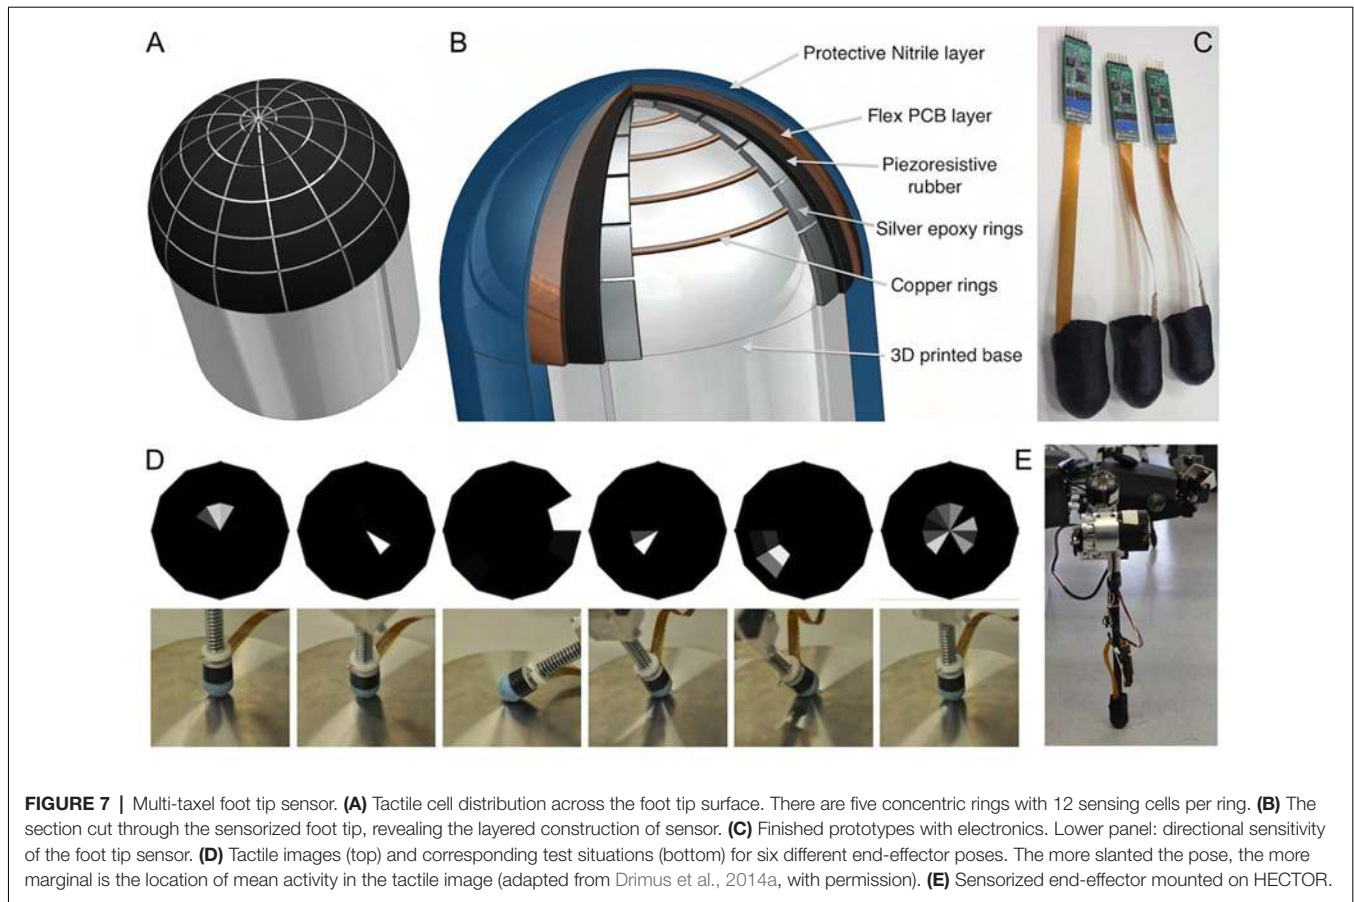 A
B
C
Protective Nitrile layer
Flex PCB layer
Piezoresistive
rubber
Silver epoxy rings
Copper rings
3D printed base
D
E
FIGURE 7 | Multi-taxel foot tip sensor. (A) Tactile cell distribution across the foot tip surface. There are five concentric rings with 12 sensing cells per ring. (B) The
section cut through the sensorized foot tip, revealing the layered construction of sensor. (C) Finished prototypes with electronics. Lower panel: directional sensitivity
of the foot tip sensor. (D) Tactile images (top) and corresponding test situations (bottom) for six different end-effector poses. The more slanted the pose, the more
marginal is the location of mean activity in the tactile image (adapted from Drimus et al., 2014a, with permission). (E) Sensorized end-effector mounted on HECTOR.